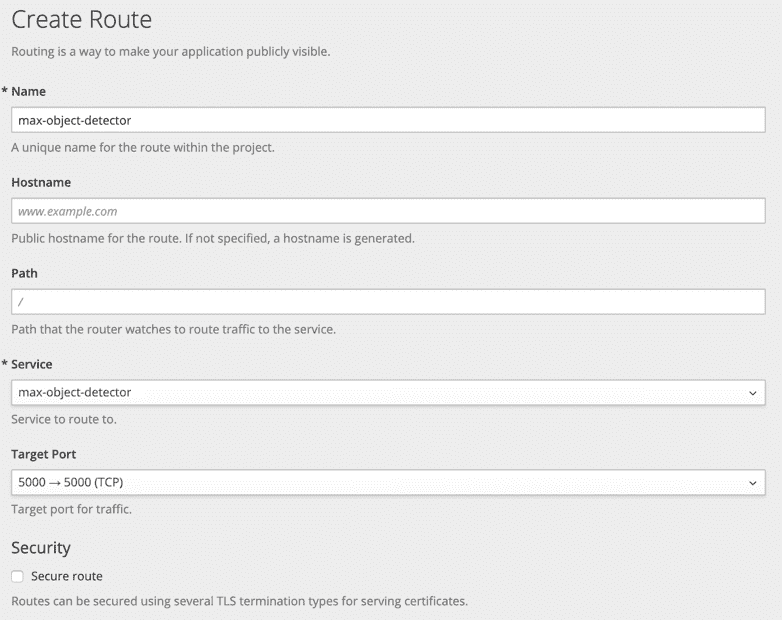 Create Route
Routing is a way to make your application publicly visible.
* Name
max-object-detector
A unique name for the route within the project.
Hostname
www.example.com
Public hostname for the route. If not specified, a hostname is generated.
Path
/
Path that the router watches to route traffic to the service.
* Service
max-object-detector
Service to route to.
Target Port
5000 → 5000 (TCP)
Target port for traffic.
Security
Secure route
Routes can be secured using several TLS termination types for serving certificates.